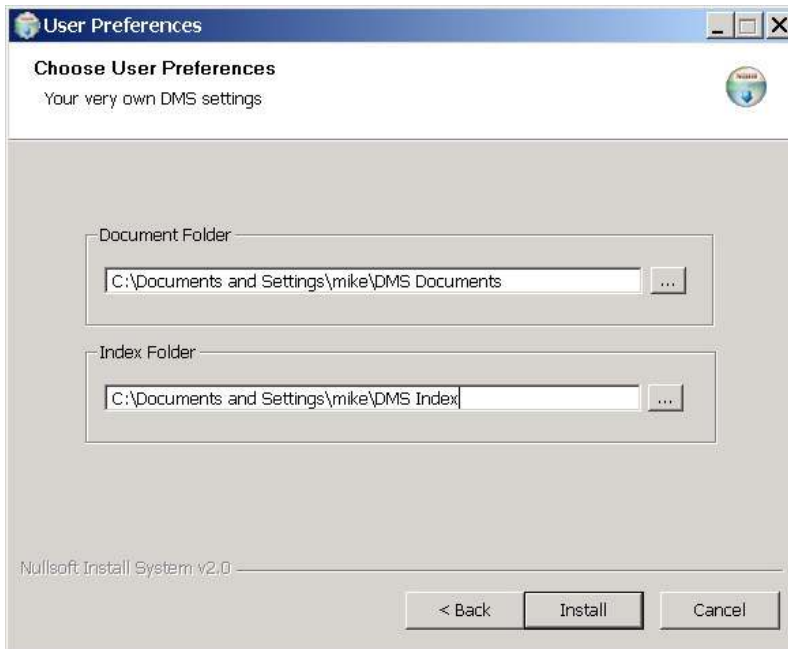 User Preferences
Choose User Preferences
Your very own DMS settings
Document Folder
C:\Documents and Settings\mike\DMS Documents
...
Index Folder
C:\Documents and Settings\mike\DMS Index
...
Nullsoft Install System v2.0
< Back Install Cancel